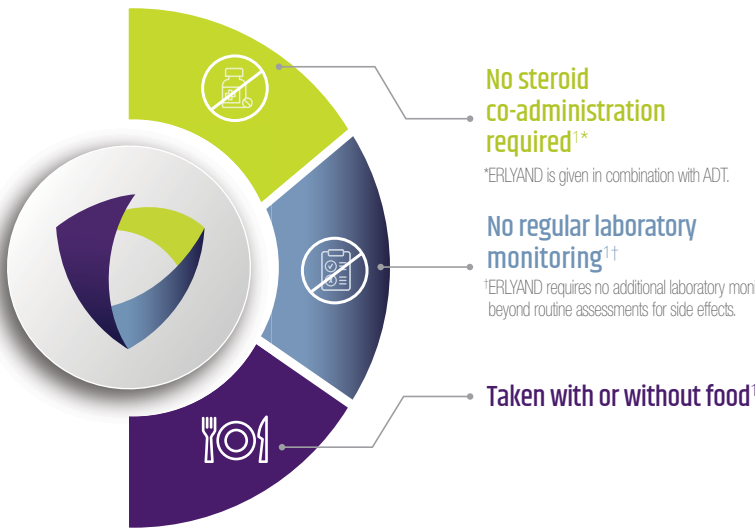 No steroid
co-administration
required¹*
*ERLYAND is given in combination with ADT.
No regular laboratory
monitoring¹†
†ERLYAND requires no additional laboratory
beyond routine assessments for side effects.
Taken with or without food¹